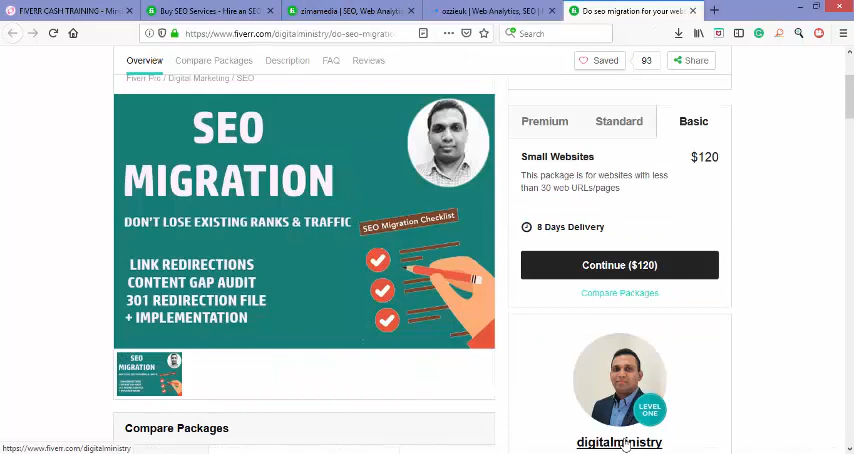 FIVERR CASH TRAINING - Min
Buy SEO Services - Hire an SEO
zimamedia | SEO, Web Analytic
ozzieuk | Web Analytics, SEO |
Do seo migration for your webs
https://www.fiverr.com/digitalministry/do-seo-migratio
Search
Overview
Compare Packages
Description
FAQ
Reviews
Saved
93
Share
Fiverr Pro / Digital Marketing / SEO
SEO
MIGRATION
DON'T LOSE EXISTING RANKS & TRAFFIC
SEO Migration Checklist
LINK REDIRECTIONS
CONTENT GAP AUDIT
301 REDIRECTION FILE
+ IMPLEMENTATION
Premium
Standard
Basic
Small Websites
$120
This package is for websites with less
than 30 web URLs/pages
8 Days Delivery
Continue ($120)
Compare Packages
LEVEL
ONE
digitalministry
SEO
MIGRATION
Compare Packages
https://www.fiverr.com/digitalministry